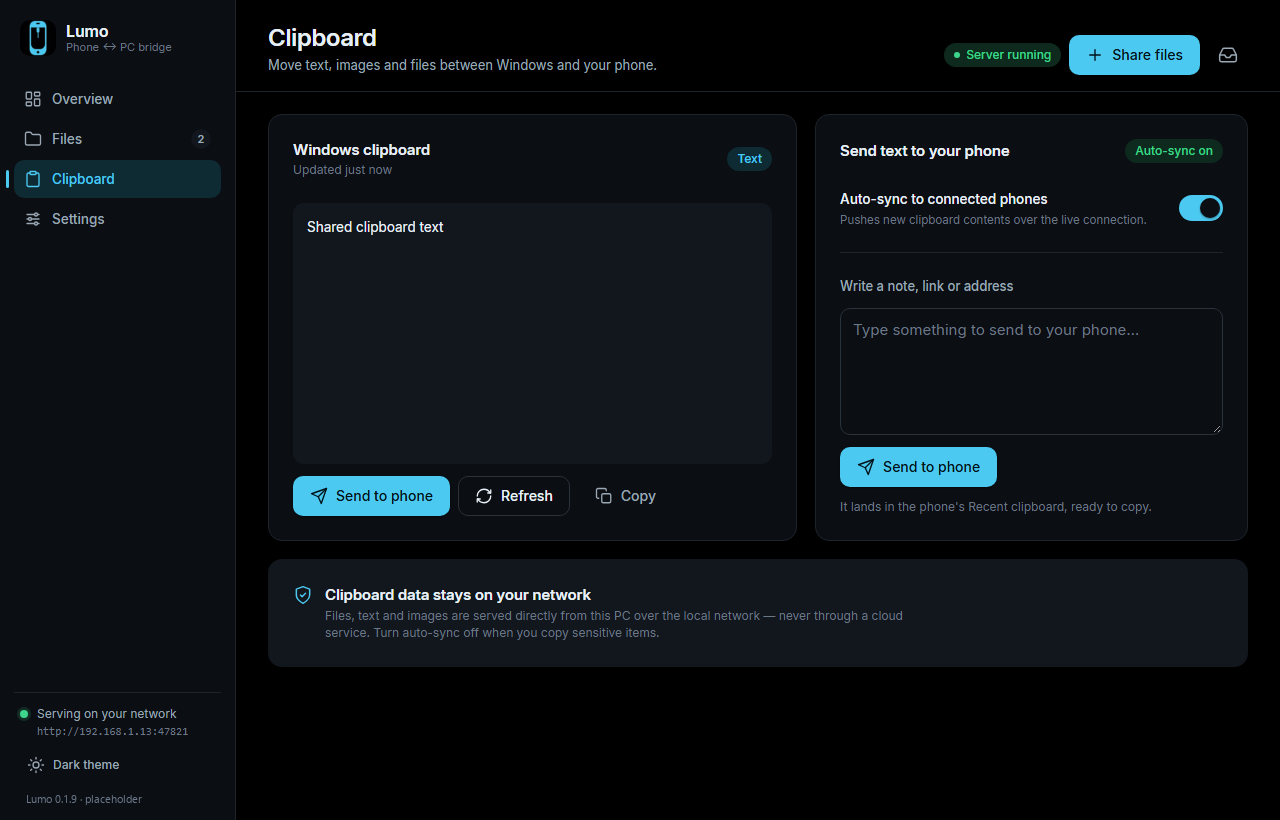 Lumo
Phone ↔ PC bridge
Overview
Files 2
Clipboard
Settings
Serving on your network
http://192.168.1.13:47821
Dark theme
Lumo 0.1.9 · placeholder
Clipboard
Move text, images and files between Windows and your phone.
Server running
Share files
Windows clipboard
Updated just now
Text
Shared clipboard text
Send to phone
Refresh
Copy
Send text to your phone
Auto-sync on
Auto-sync to connected phones
Pushes new clipboard contents over the live connection.
Write a note, link or address
Type something to send to your phone...
Send to phone
It lands in the phone's Recent clipboard, ready to copy.
Clipboard data stays on your network
Files, text and images are served directly from this PC over the local network — never through a cloud
service. Turn auto-sync off when you copy sensitive items.